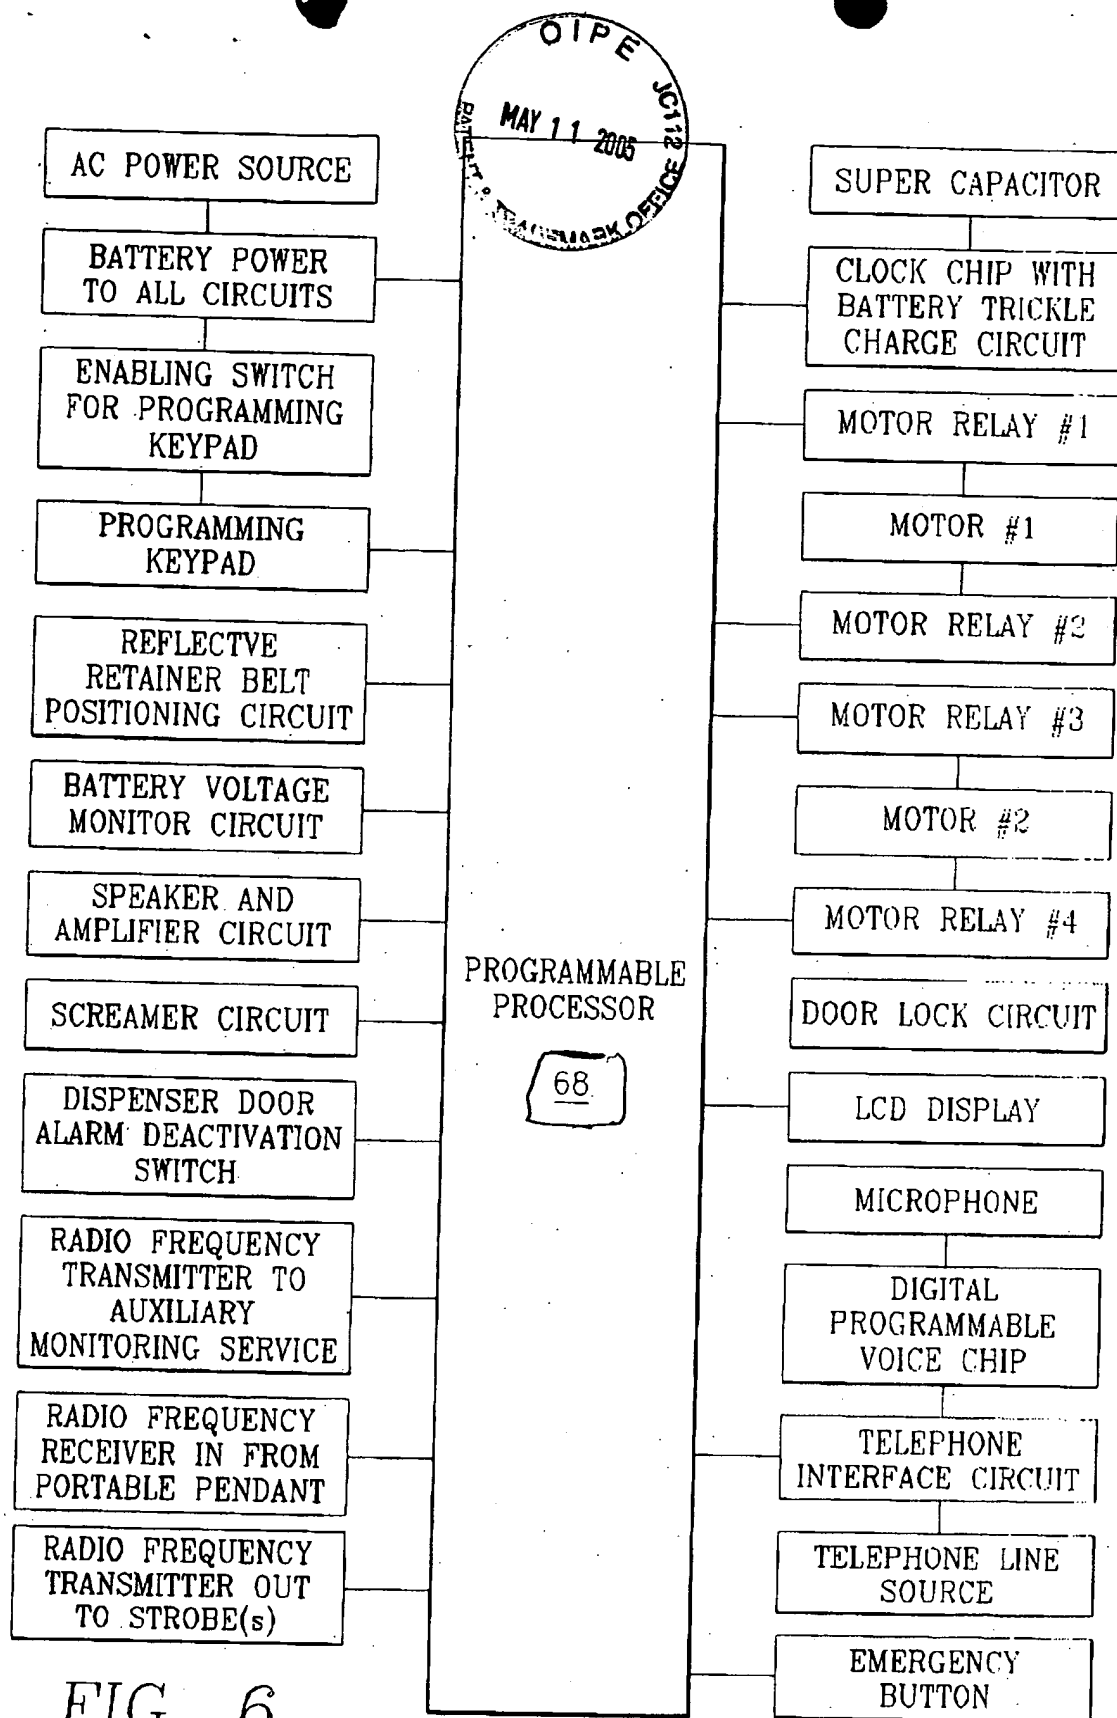 OIPE JC112
MAY 11 2005
PATENT & TRADEMARK OFFICE
AC POWER SOURCE
BATTERY POWER
TO ALL CIRCUITS
ENABLING SWITCH
FOR PROGRAMMING
KEYPAD
PROGRAMMING
KEYPAD
REFLECTVE
RETAINER BELT
POSITIONING CIRCUIT
BATTERY VOLTAGE
MONITOR CIRCUIT
SPEAKER AND
AMPLIFIER CIRCUIT
SCREAMER CIRCUIT
DISPENSER DOOR
ALARM DEACTIVATION
SWITCH
RADIO FREQUENCY
TRANSMITTER TO
AUXILIARY
MONITORING SERVICE
RADIO FREQUENCY
RECEIVER IN FROM
PORTABLE PENDANT
RADIO FREQUENCY
TRANSMITTER OUT
TO STROBE(s)
PROGRAMMABLE
PROCESSOR
68
SUPER CAPACITOR
CLOCK CHIP WITH
BATTERY TRICKLE
CHARGE CIRCUIT
MOTOR RELAY #1
MOTOR #1
MOTOR RELAY #2
MOTOR RELAY #3
MOTOR #2
MOTOR RELAY #4
DOOR LOCK CIRCUIT
LCD DISPLAY
MICROPHONE
DIGITAL
PROGRAMMABLE
VOICE CHIP
TELEPHONE
INTERFACE CIRCUIT
TELEPHONE LINE
SOURCE
EMERGENCY
BUTTON
FIG. 6